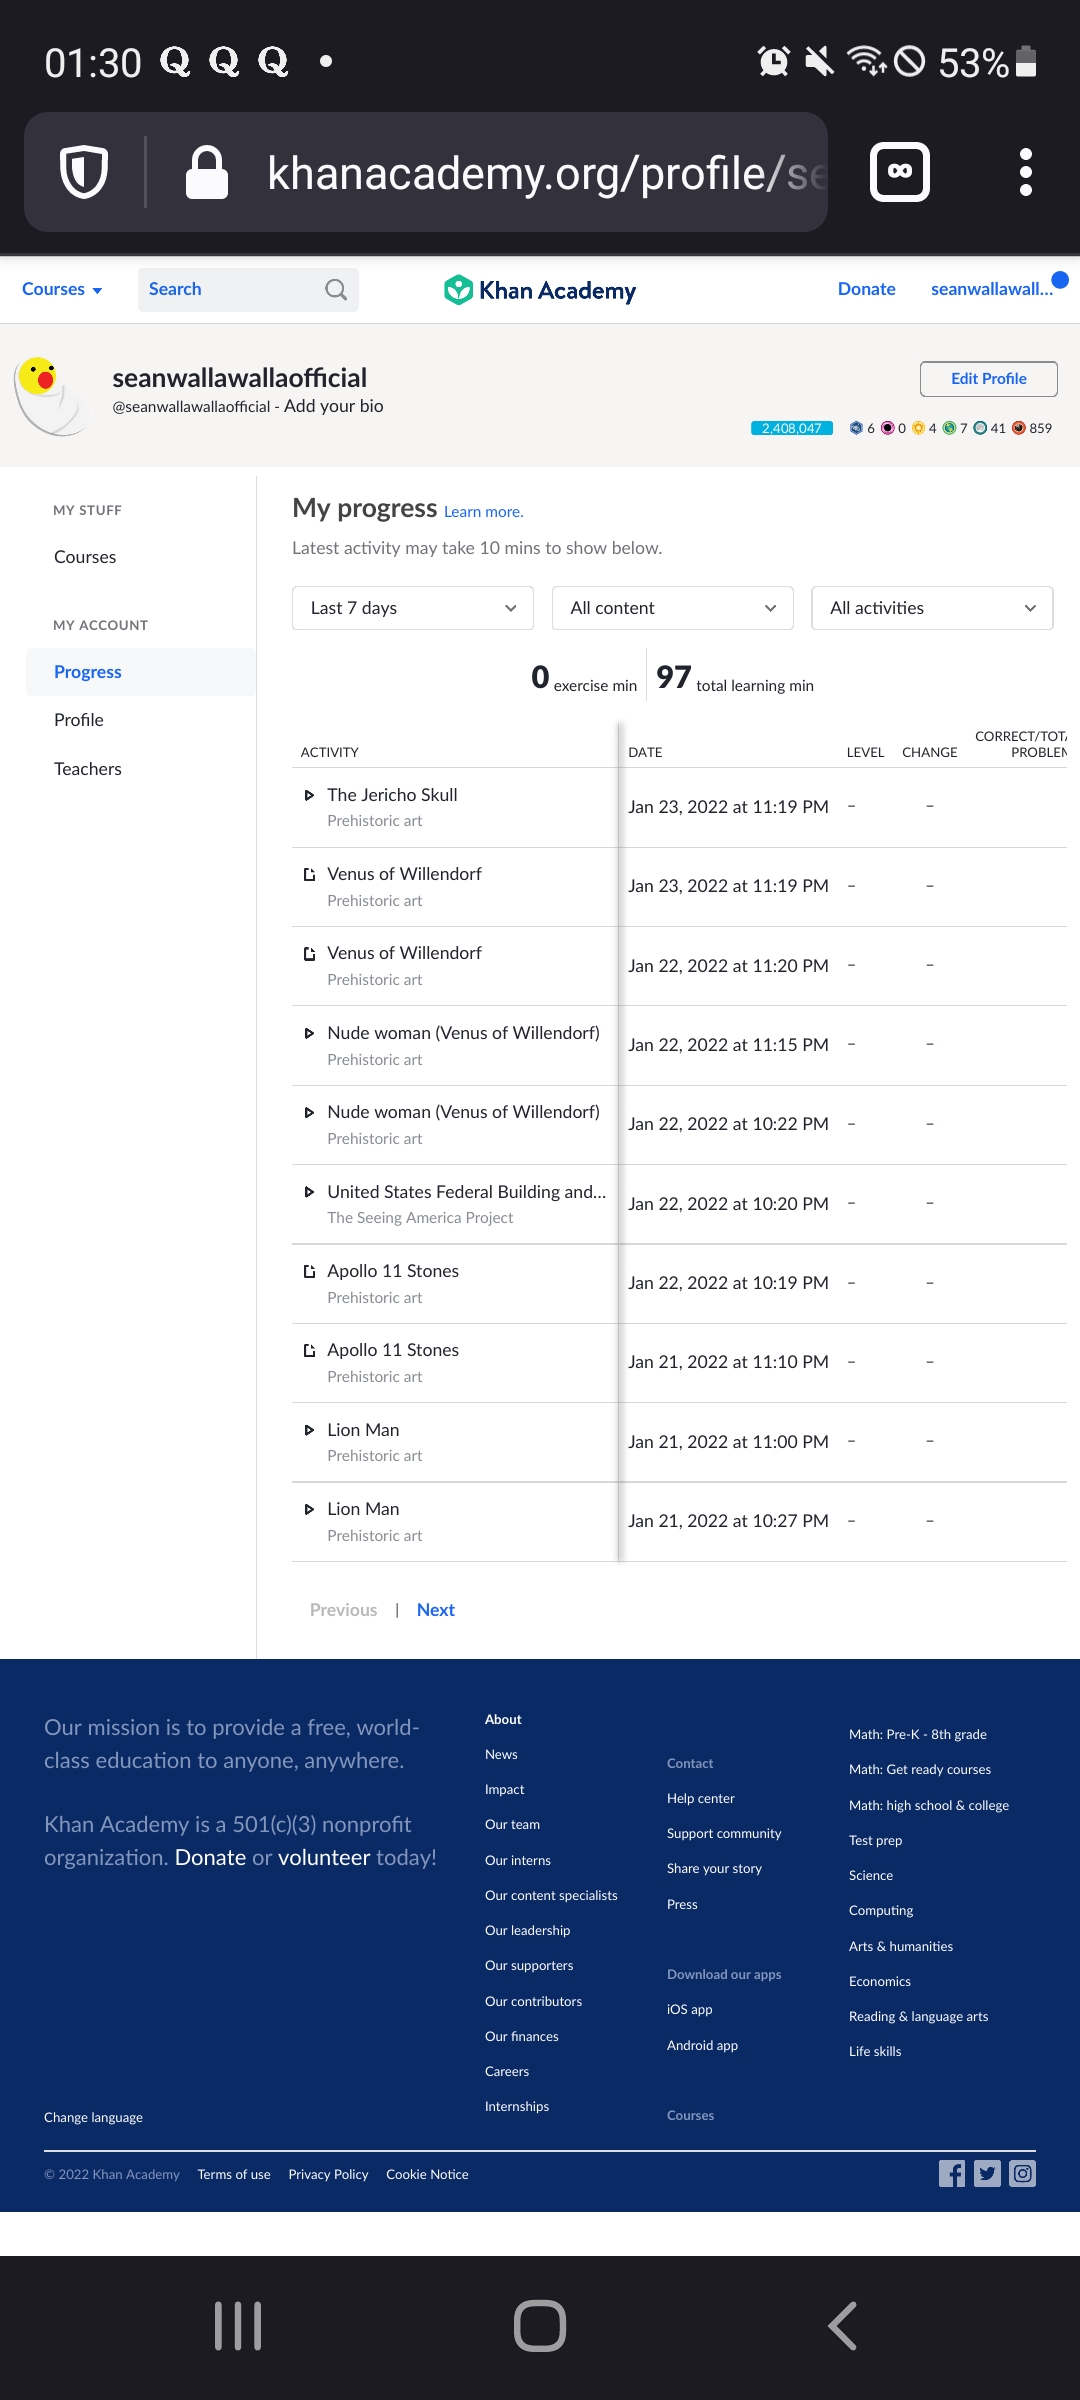 01:30 53%
khanacademy.org/profile/se
Courses Search Khan Academy Donate seanwallawall...
seanwallawallaofficial
@seanwallawallaofficial - Add your bio
Edit Profile
2,408,047 6 0 4 7 41 859
MY STUFF
Courses
MY ACCOUNT
Progress
Profile
Teachers
My progress Learn more.
Latest activity may take 10 mins to show below.
Last 7 days All content All activities
0 exercise min 97 total learning min
ACTIVITY DATE LEVEL CHANGE CORRECT/TOTA
PROBLEM
The Jericho Skull Jan 23, 2022 at 11:19 PM – –
Prehistoric art
Venus of Willendorf Jan 23, 2022 at 11:19 PM – –
Prehistoric art
Venus of Willendorf Jan 22, 2022 at 11:20 PM – –
Prehistoric art
Nude woman (Venus of Willendorf) Jan 22, 2022 at 11:15 PM – –
Prehistoric art
Nude woman (Venus of Willendorf) Jan 22, 2022 at 10:22 PM – –
Prehistoric art
United States Federal Building and... Jan 22, 2022 at 10:20 PM – –
The Seeing America Project
Apollo 11 Stones Jan 22, 2022 at 10:19 PM – –
Prehistoric art
Apollo 11 Stones Jan 21, 2022 at 11:10 PM – –
Prehistoric art
Lion Man Jan 21, 2022 at 11:00 PM – –
Prehistoric art
Lion Man Jan 21, 2022 at 10:27 PM – –
Prehistoric art
Previous | Next
Our mission is to provide a free, world-
class education to anyone, anywhere.
Khan Academy is a 501(c)(3) nonprofit
organization. Donate or volunteer today!
About
News
Impact
Our team
Our interns
Our content specialists
Our leadership
Our supporters
Our contributors
Our finances
Careers
Internships
Contact
Help center
Support community
Share your story
Press
Download our apps
iOS app
Android app
Courses
Math: Pre-K - 8th grade
Math: Get ready courses
Math: high school & college
Test prep
Science
Computing
Arts & humanities
Economics
Reading & language arts
Life skills
Change language
© 2022 Khan Academy Terms of use Privacy Policy Cookie Notice